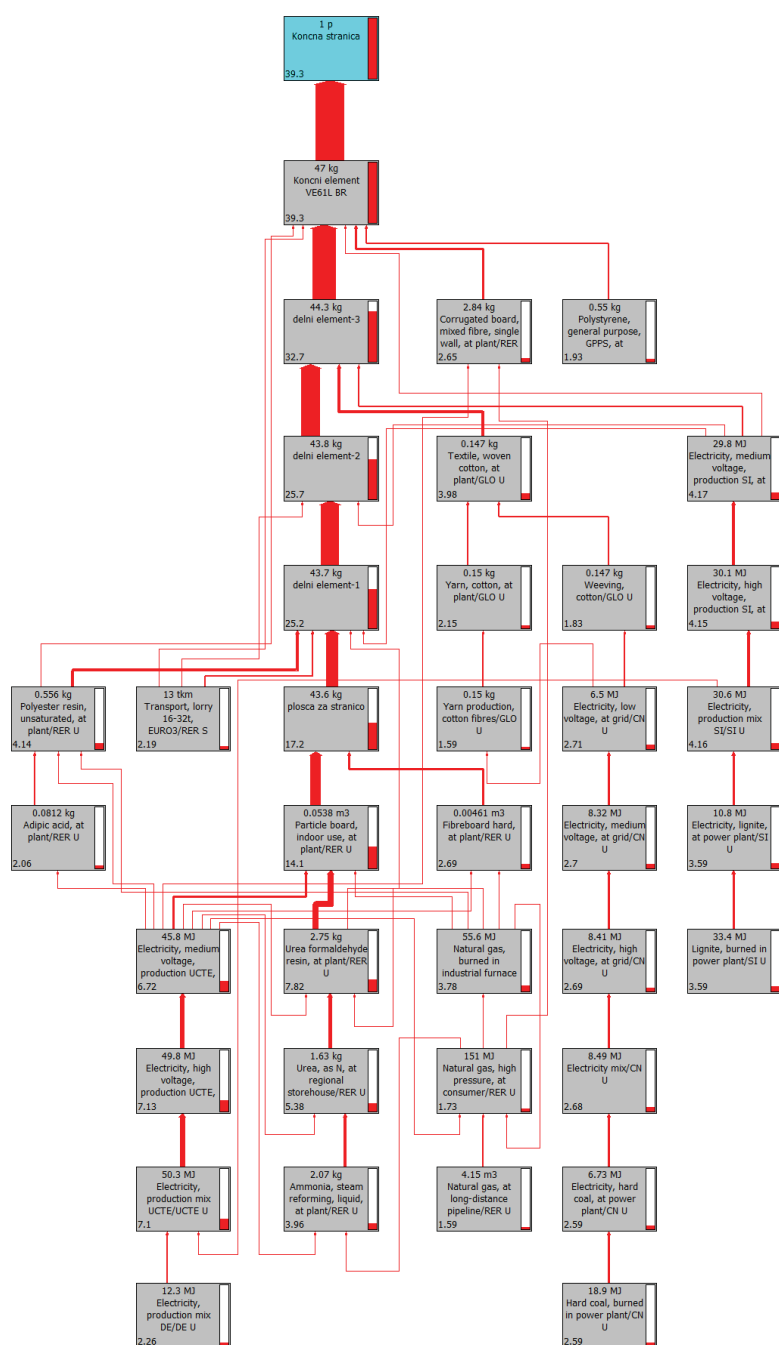 1 p
Koncna stranica
39.3
47 kg
Koncni element
VE61L BR
39.3
44.3 kg
delni element-3
32.7
2.84 kg
Corrugated board,
mixed fibre, single
wall, at plant/RER
2.65
0.55 kg
Polystyrene,
general purpose,
GPPS, at
1.93
43.8 kg
delni element-2
25.7
0.147 kg
Textile, woven
cotton, at
plant/GLO U
3.98
29.8 MJ
Electricity, medium
voltage,
production SI, at
4.17
43.7 kg
delni element-1
25.2
0.15 kg
Yarn, cotton, at
plant/GLO U
2.15
0.147 kg
Weeving,
cotton/GLO U
1.83
30.1 MJ
Electricity, high
voltage,
production SI, at
4.15
0.556 kg
Polyester resin,
unsaturated, at
plant/RER U
4.14
13 tkm
Transport, lorry
16-32t,
EURO3/RER S
2.19
43.6 kg
plosca za stranico
17.2
0.15 kg
Yarn production,
cotton fibres/GLO
U
1.59
6.5 MJ
Electricity, low
voltage, at grid/CN
U
2.71
30.6 MJ
Electricity,
production mix
SI/SI U
4.16
0.0812 kg
Adipic acid, at
plant/RER U
2.06
0.0538 m3
Particle board,
indoor use, at
plant/RER U
14.1
0.00461 m3
Fibreboard hard,
at plant/RER U
2.69
8.32 MJ
Electricity, medium
voltage, at grid/CN
U
2.7
10.8 MJ
Electricity, lignite,
at power plant/SI
U
3.59
45.8 MJ
Electricity, medium
voltage,
production UCTE,
6.72
2.75 kg
Urea formaldehyde
resin, at plant/RER
U
7.82
55.6 MJ
Natural gas,
burned in
industrial furnace
3.78
8.41 MJ
Electricity, high
voltage, at grid/CN
U
2.69
33.4 MJ
Lignite, burned in
power plant/SI U
3.59
49.8 MJ
Electricity, high
voltage,
production UCTE,
7.13
1.63 kg
Urea, as N, at
regional
storehouse/RER U
5.38
151 MJ
Natural gas, high
pressure, at
consumer/RER U
1.73
8.49 MJ
Electricity mix/CN
U
2.68
50.3 MJ
Electricity,
production mix
UCTE/UCTE U
7.1
2.07 kg
Ammonia, steam
reforming, liquid,
at plant/RER U
3.96
4.15 m3
Natural gas, at
long-distance
pipeline/RER U
1.59
6.73 MJ
Electricity, hard
coal, at power
plant/CN U
2.59
12.3 MJ
Electricity,
production mix
DE/DE U
2.26
18.9 MJ
Hard coal, burned
in power plant/CN
U
2.59